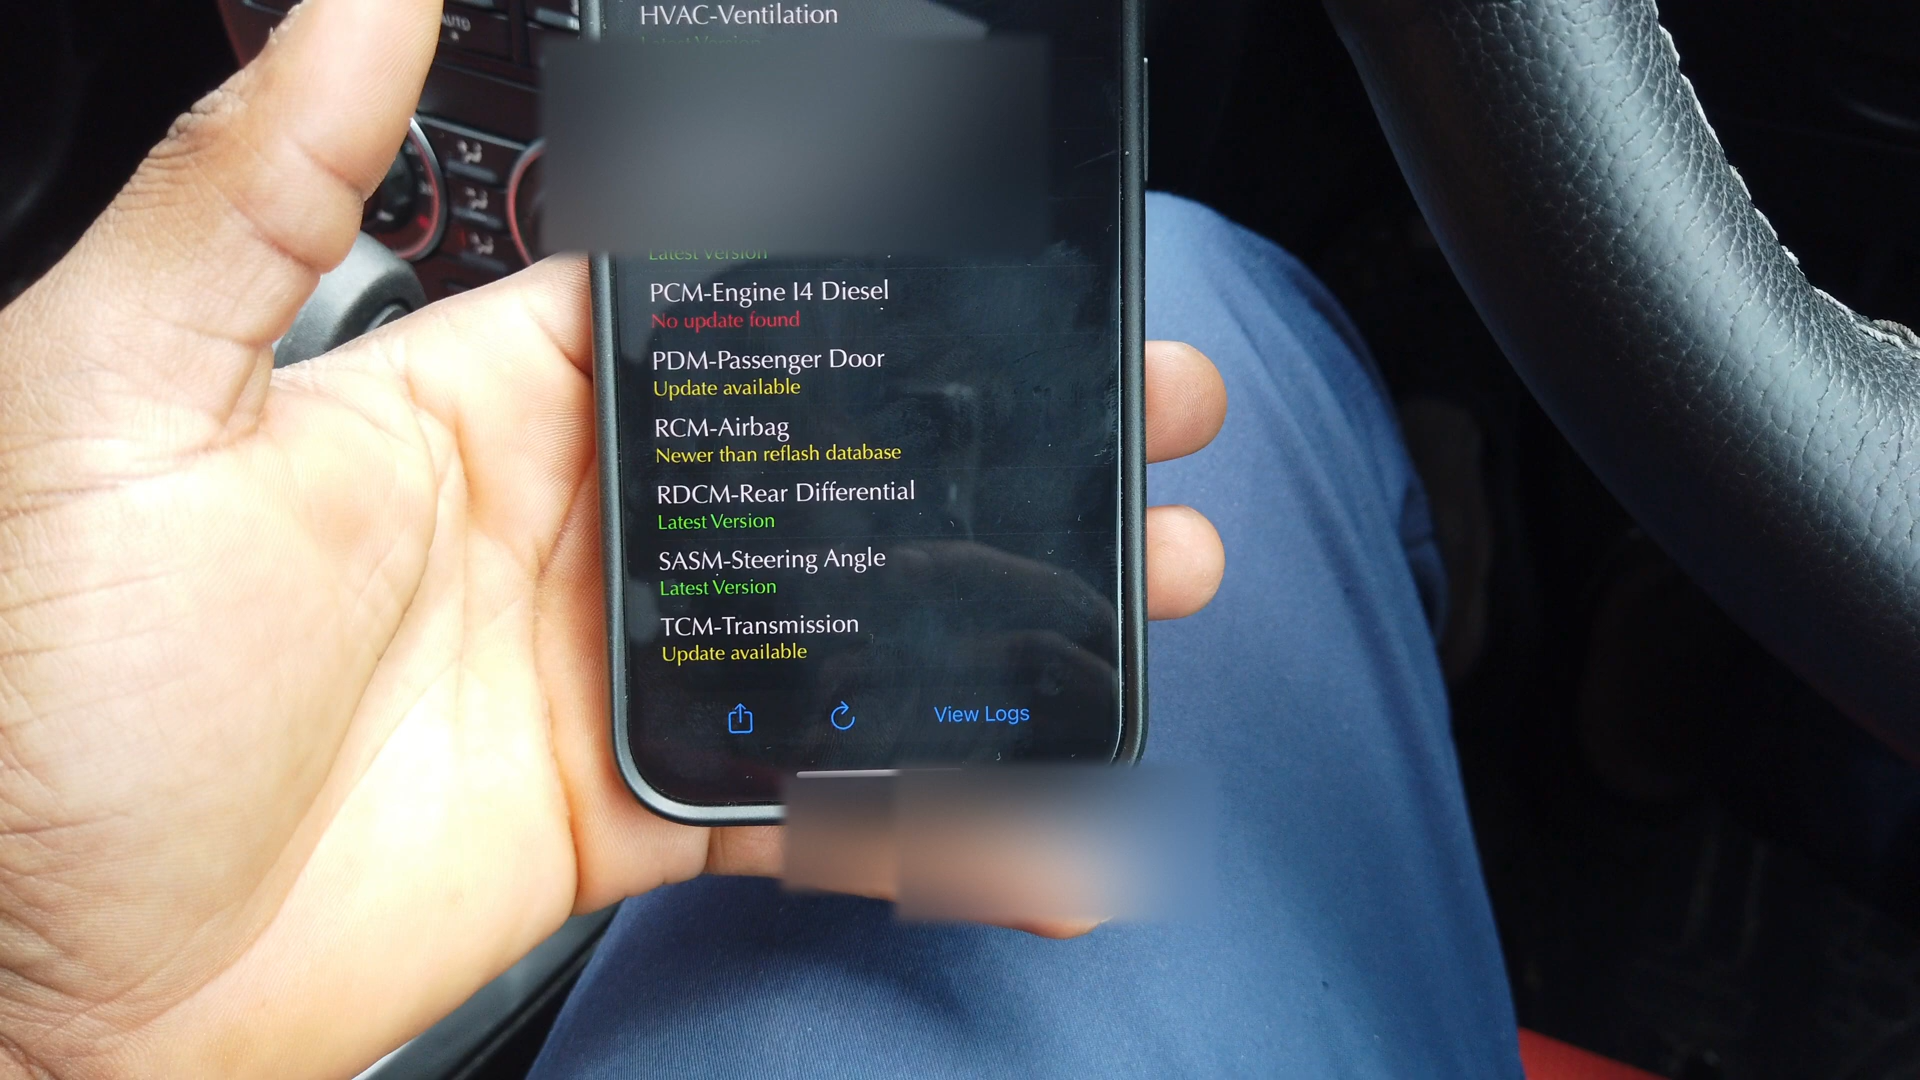 AUTO
HVAC-Ventilation
Latest Version
Latest Version
PCM-Engine I4 Diesel
No update found
PDM-Passenger Door
Update available
RCM-Airbag
Newer than reflash database
RDCM-Rear Differential
Latest Version
SASM-Steering Angle
Latest Version
TCM-Transmission
Update available
View Logs